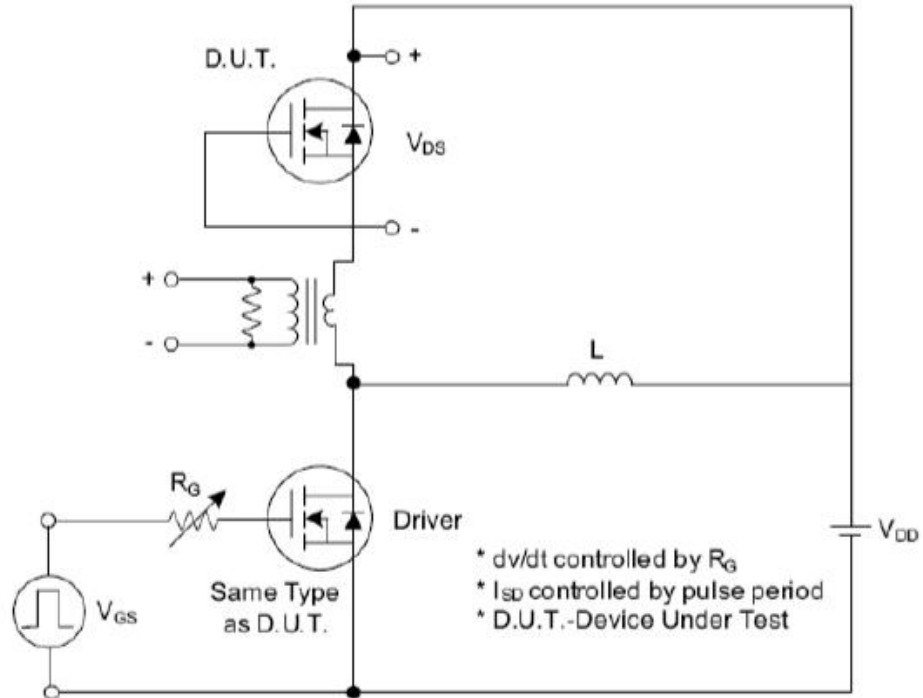 D.U.T.
+
VDS
-
+
-
L
RG
Driver
VDD
VGS
Same Type
as D.U.T.
* dv/dt controlled by RG
* ISD controlled by pulse period
* D.U.T.-Device Under Test